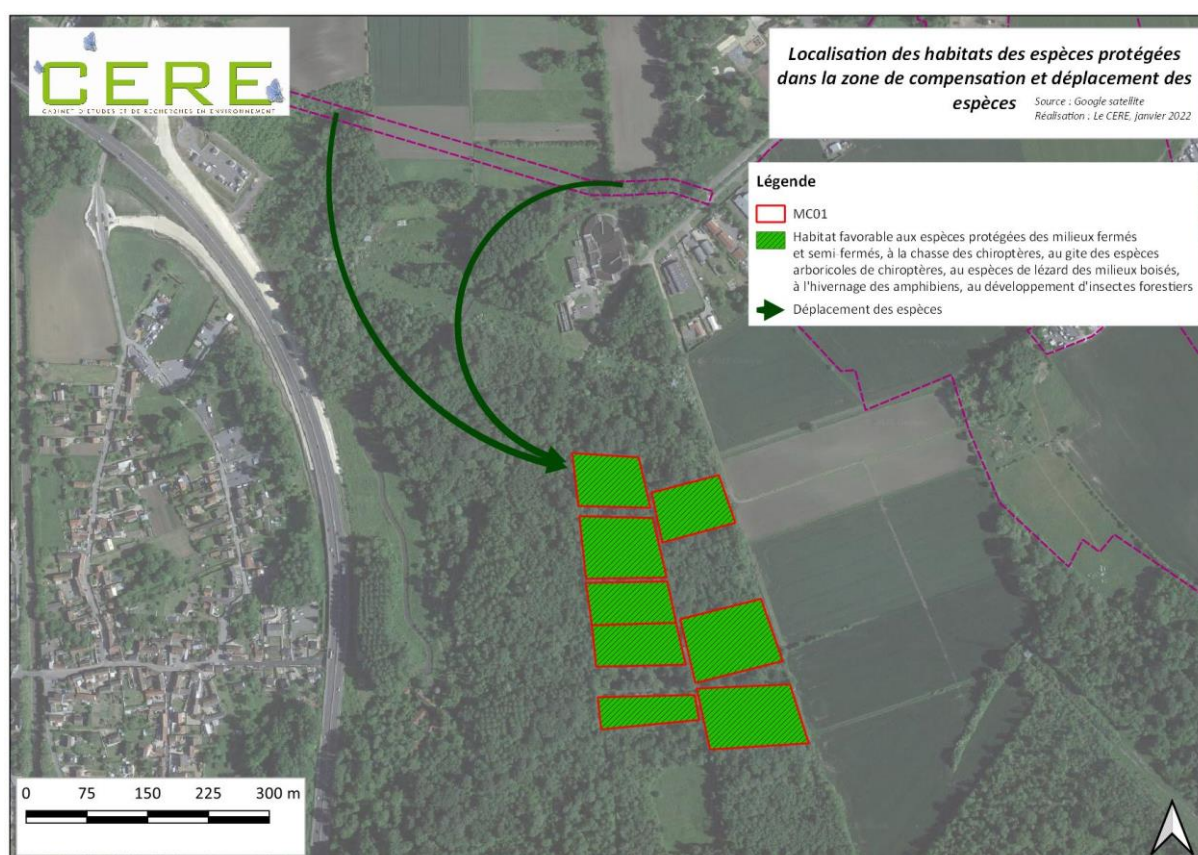 CERE
CABINET D'ETUDES ET DE RECHERCHES EN ENVIRONNEMENT
Localisation des habitats des espèces protégées
dans la zone de compensation et déplacement des
espèces
Source : Google satellite
Réalisation : Le CERE, janvier 2022
Légende
MC01
Habitat favorable aux espèces protégées des milieux fermés
et semi-fermés, à la chasse des chiroptères, au gite des espèces
arboricoles de chiroptères, au espèces de lézard des milieux boisés,
à l'hivernage des amphibiens, au développement d'insectes forestiers
Déplacement des espèces
0 75 150 225 300 m